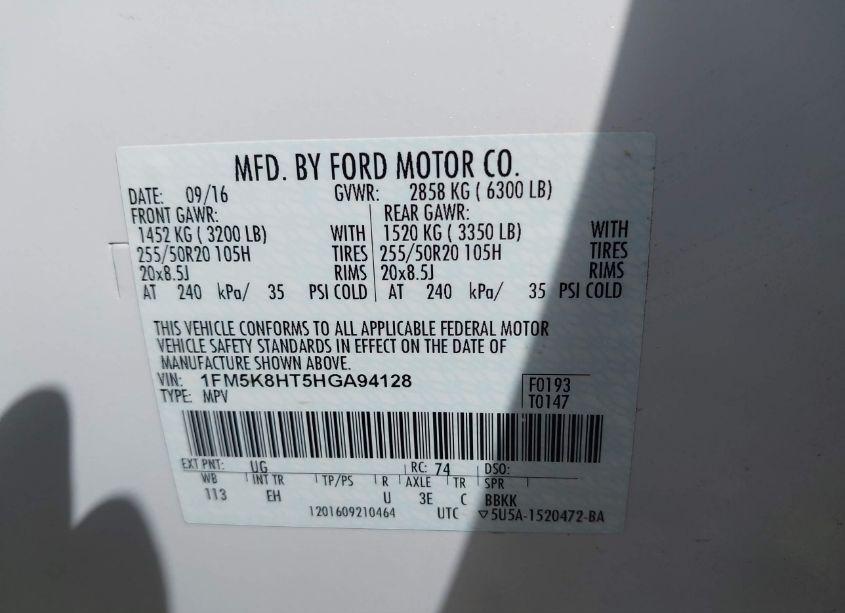 MFD. BY FORD MOTOR CO.
DATE: 09/16 GVWR: 2858 KG ( 6300 LB)
FRONT GAWR: REAR GAWR:
1452 KG ( 3200 LB) WITH 1520 KG ( 3350 LB) WITH
255/50R20 105H TIRES 255/50R20 105H TIRES
20x8.5J RIMS 20x8.5J RIMS
AT 240 kPa/ 35 PSI COLD AT 240 kPa/ 35 PSI COLD
THIS VEHICLE CONFORMS TO ALL APPLICABLE FEDERAL MOTOR
VEHICLE SAFETY STANDARDS IN EFFECT ON THE DATE OF
MANUFACTURE SHOWN ABOVE.
VIN: 1FM5K8HT5HGA94128 F0193
TYPE: MPV T0147
EXT PNT: UG RC: 74 DSO:
WB INT TR TP/PS R AXLE TR SPR
113 EH U 3E C BBKK
1201609210464 UTC ▽5U5A-1520472-BA